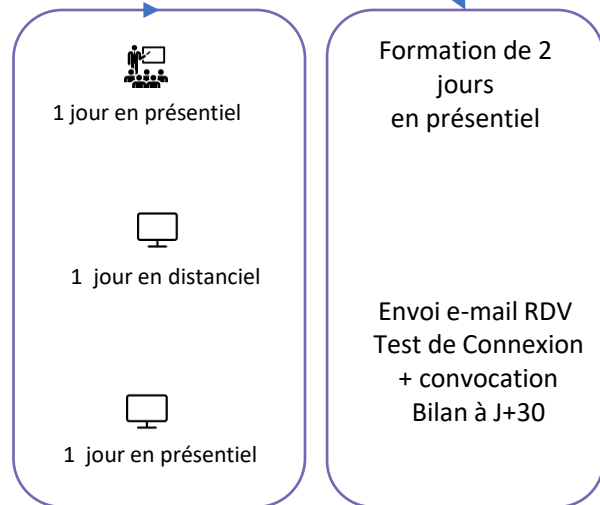 1 jour en présentiel
1 jour en distanciel
1 jour en présentiel
Formation de 2
jours
en présentiel
Envoi e-mail RDV
Test de Connexion
+ convocation
Bilan à J+30